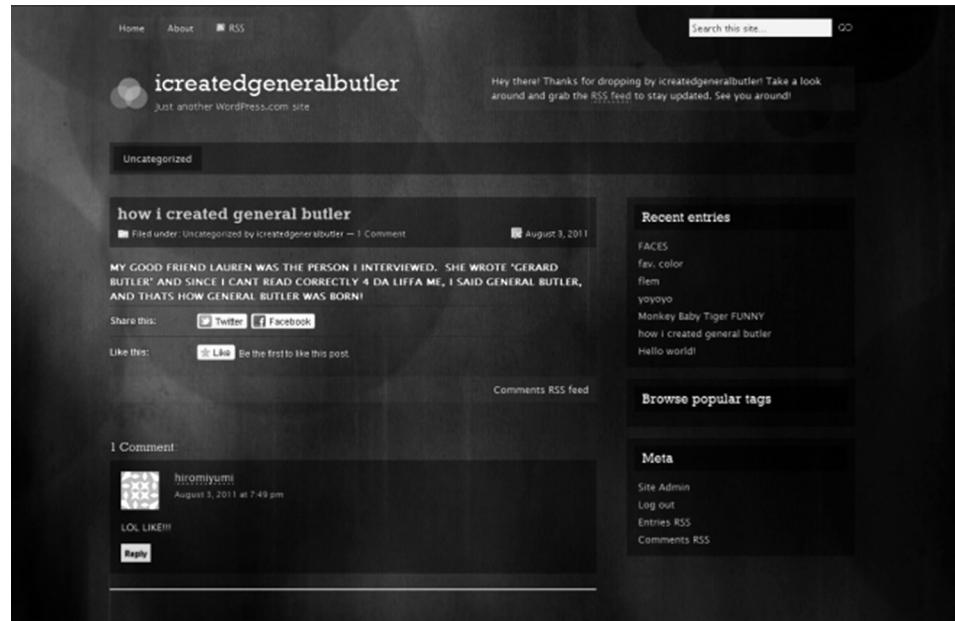 Home About RSS Search this site... GO
icreatedgeneralbutler
Just another WordPress.com site
Hey there! Thanks for dropping by icreatedgeneralbutler! Take a look
around and grab the RSS feed to stay updated. See you around!
Uncategorized
how i created general butler
Filed under: Uncategorized by icreatedgeneralbutler — 1 Comment August 3, 2011
MY GOOD FRIEND LAUREN WAS THE PERSON I INTERVIEWED. SHE WROTE "GERARD
BUTLER" AND SINCE I CANT READ CORRECTLY 4 DA LIFFA ME, I SAID GENERAL BUTLER,
AND THATS HOW GENERAL BUTLER WAS BORN!
Share this: Twitter Facebook
Like this: Like Be the first to like this post.
Comments RSS feed
1 Comment:
hiromiyumi
August 3, 2011 at 7:49 pm
LOL LIKE!!!
Reply
Recent entries
FACES
fav. color
flem
yoyoyo
Monkey Baby Tiger FUNNY
how i created general butler
Hello world!
Browse popular tags
Meta
Site Admin
Log out
Entries RSS
Comments RSS